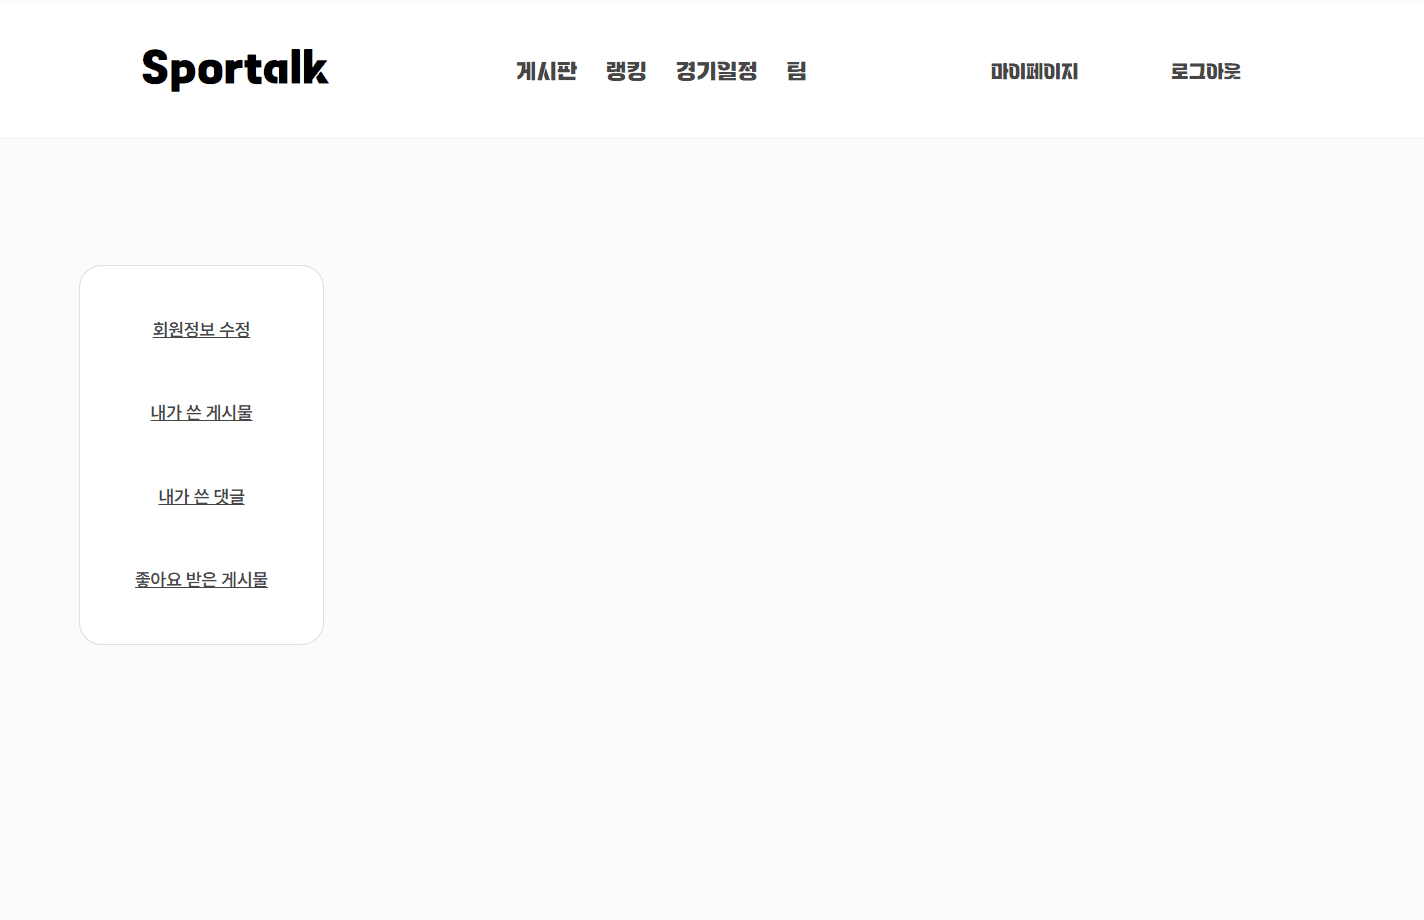 Sportalk 게시판 랭킹 경기일정 팀 마이페이지 로그아웃
회원정보 수정
내가 쓴 게시물
내가 쓴 댓글
좋아요 받은 게시물